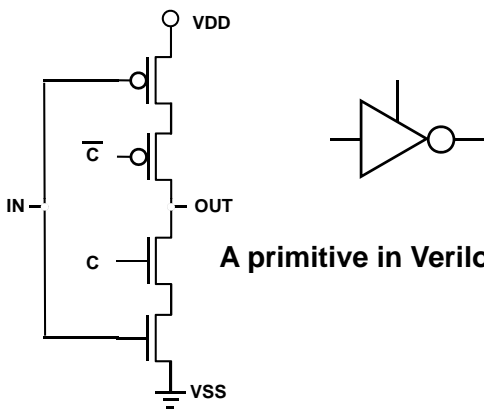 VDD
C̅
IN
OUT
C
A primitive in Verilo
VSS